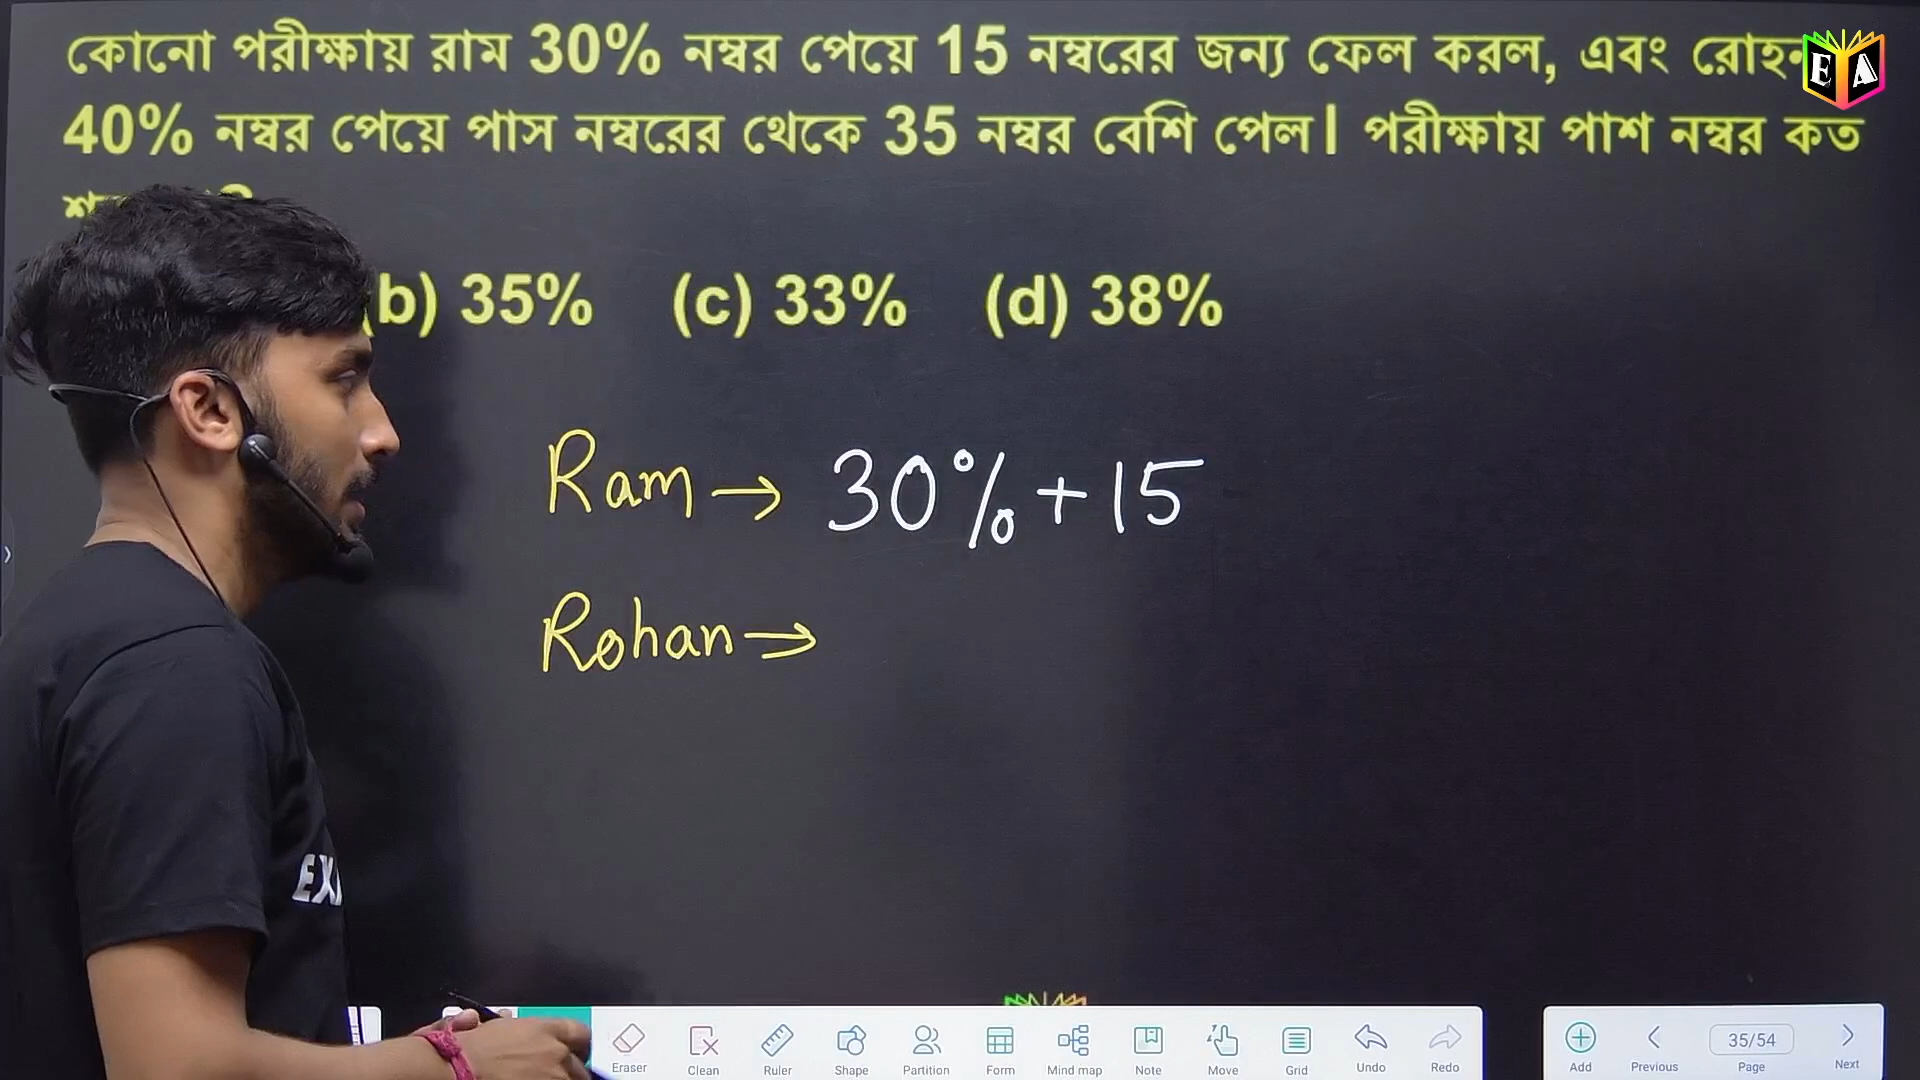 কোনো পরীক্ষায় রাম 30% নম্বর পেয়ে 15 নম্বরের জন্য ফেল করল, এবং রোহন
40% নম্বর পেয়ে পাস নম্বরের থেকে 35 নম্বর বেশি পেল। পরীক্ষায় পাশ নম্বর কত
(b) 35% (c) 33% (d) 38%
Ram → 30% + 15
Rohan →
E A
Eraser Clean Ruler Shape Partition Form Mind map Note Move Grid Undo Redo Add Previous 35/54 Page Next